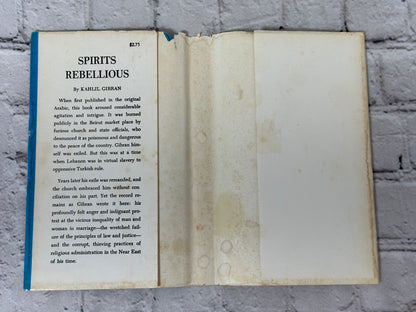 $2.75
SPIRITS
REBELLIOUS
By KAHLIL GIBRAN
When first published in the original
Arabic, this book aroused considerable
agitation and intrigue. It was burned
publicly in the Beirut market place by
furious church and state officials, who
denounced it as poisonous and dangerous
to the peace of the country. Gibran him-
self was exiled. But this was at a time
when Lebanon was in virtual slavery to
oppressive Turkish rule.
Years later his exile was remanded, and
the church embraced him without con-
ciliation on his part. Yet the record re-
mains as Gibran wrote it here: his
profoundly felt anger and indignant pro-
test at the vicious inequality of man and
woman in marriage—the wretched fail-
ure of the principles of law and justice—
and the corrupt, thieving practices of
religious administration in the Near East
of his time.